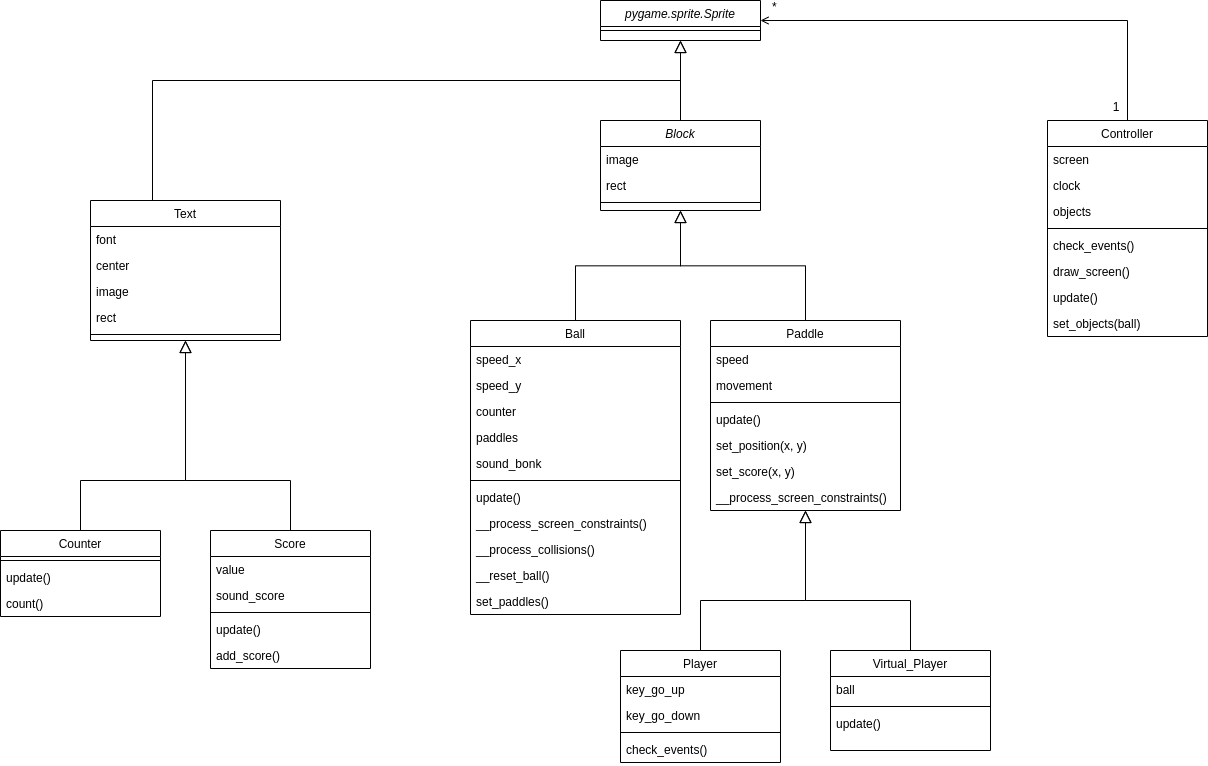 pygame.sprite.Sprite
*
1
Block
image
rect
Controller
screen
clock
objects
check_events()
draw_screen()
update()
set_objects(ball)
Text
font
center
image
rect
Ball
speed_x
speed_y
counter
paddles
sound_bonk
update()
__process_screen_constraints()
__process_collisions()
__reset_ball()
set_paddles()
Paddle
speed
movement
update()
set_position(x, y)
set_score(x, y)
__process_screen_constraints()
Counter
update()
count()
Score
value
sound_score
update()
add_score()
Player
key_go_up
key_go_down
check_events()
Virtual_Player
ball
update()